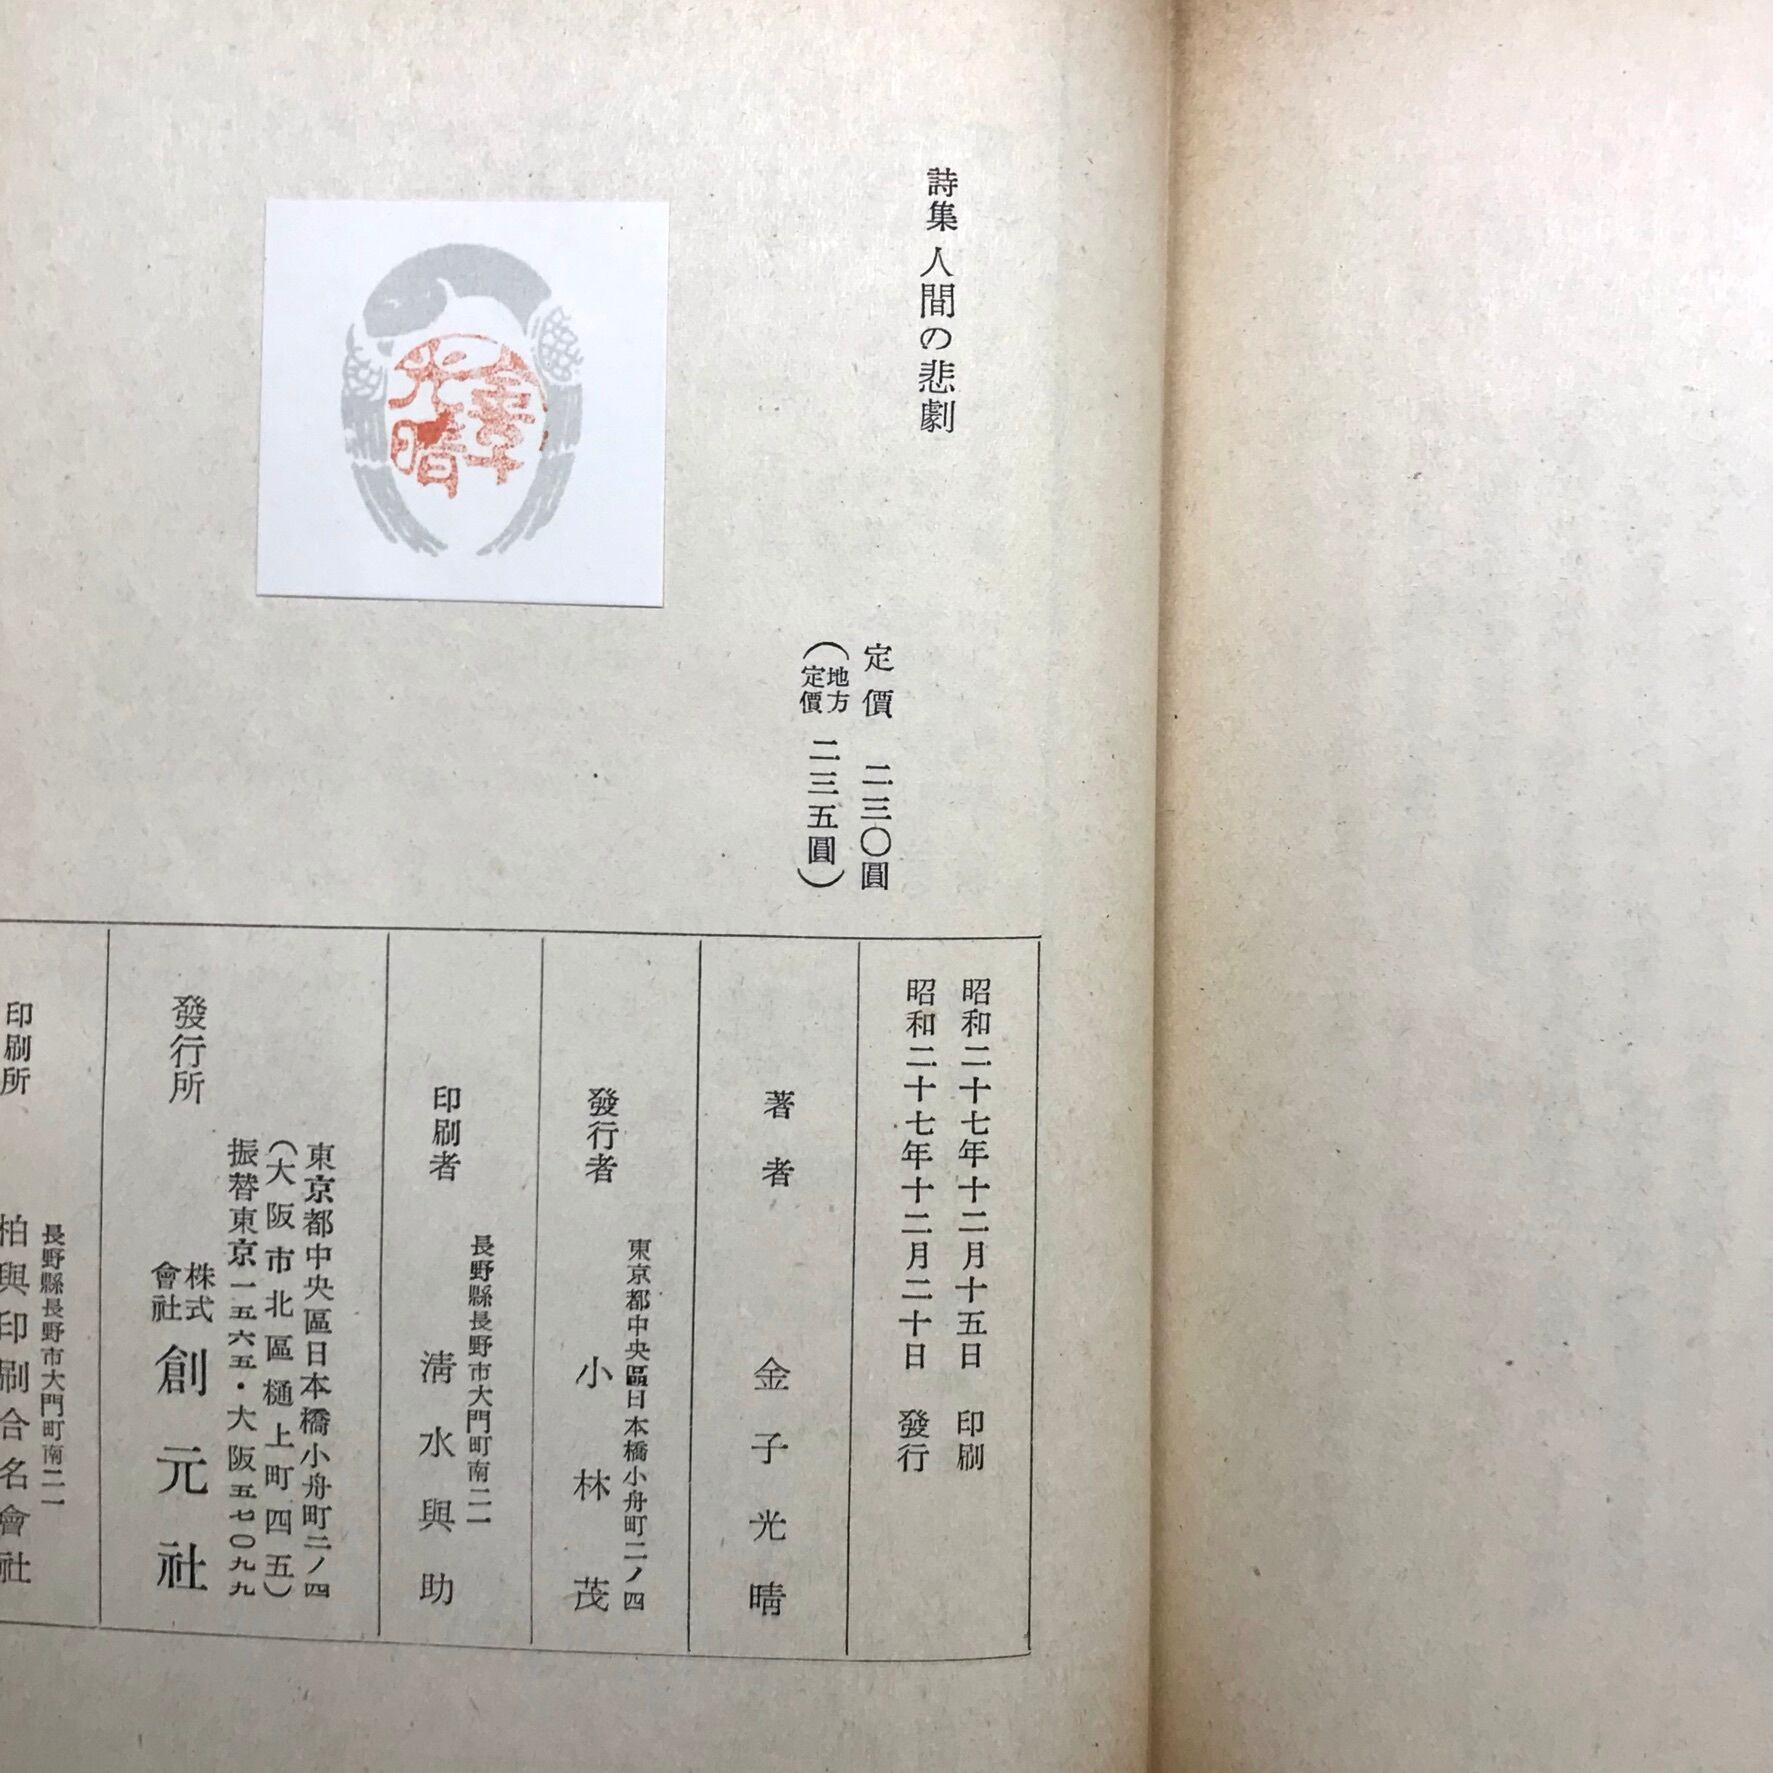 詩集 人間の悲劇
定價 二三〇圓
(地方定價 二三五圓)
昭和二十七年十二月十五日 印刷
昭和二十七年十二月二十日 發行
著者 金子光晴
東京都中央區日本橋小舟町二ノ四
發行者 小林茂
長野縣長野市大門町南二一
印刷者 淸水與助
東京都中央區日本橋小舟町二ノ四
(大阪市北區樋上町四五)
振替東京一五六五・大阪五七〇九九
發行所 株式會社 創元社
長野縣長野市大門町南二一
印刷所 柏與印刷合名會社
金子
光晴